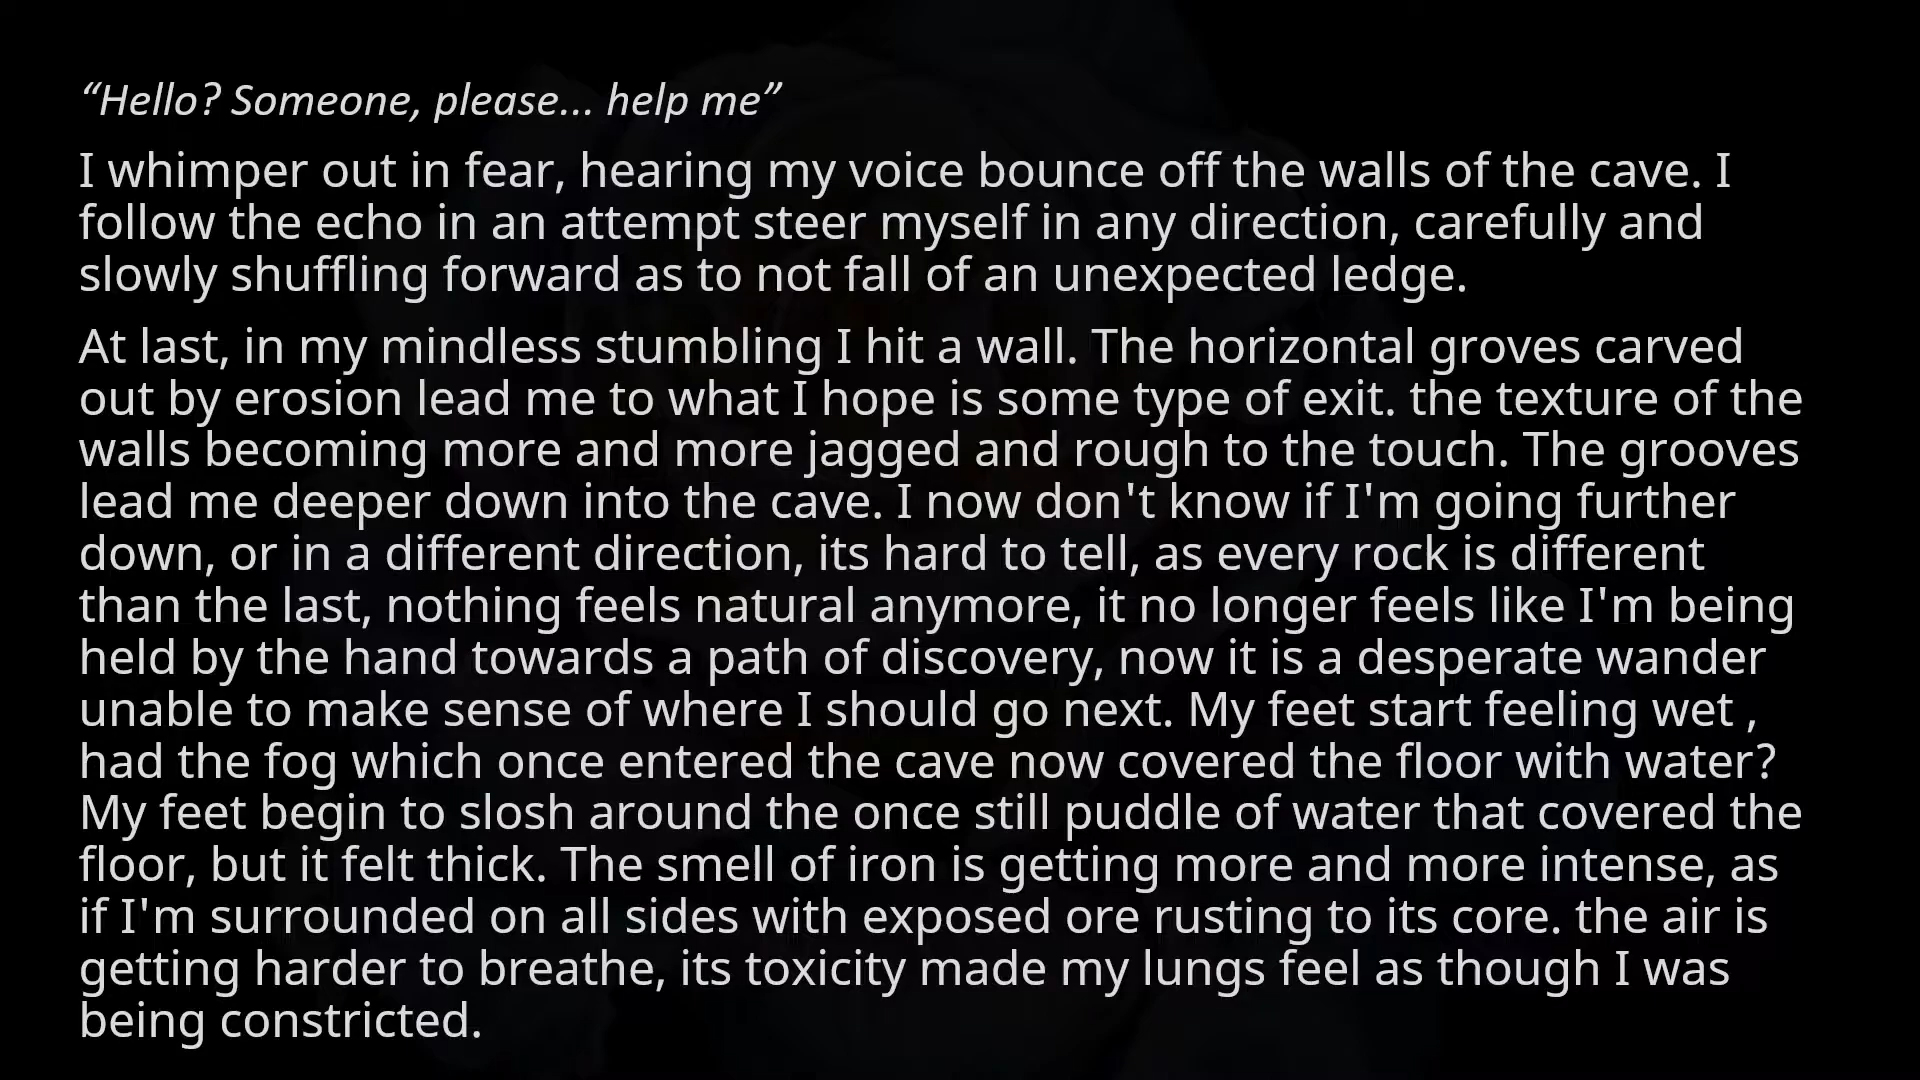 “Hello? Someone, please... help me”
I whimper out in fear, hearing my voice bounce off the walls of the cave. I
follow the echo in an attempt steer myself in any direction, carefully and
slowly shuffling forward as to not fall of an unexpected ledge.
At last, in my mindless stumbling I hit a wall. The horizontal groves carved
out by erosion lead me to what I hope is some type of exit. the texture of the
walls becoming more and more jagged and rough to the touch. The grooves
lead me deeper down into the cave. I now don't know if I'm going further
down, or in a different direction, its hard to tell, as every rock is different
than the last, nothing feels natural anymore, it no longer feels like I'm being
held by the hand towards a path of discovery, now it is a desperate wander
unable to make sense of where I should go next. My feet start feeling wet ,
had the fog which once entered the cave now covered the floor with water?
My feet begin to slosh around the once still puddle of water that covered the
floor, but it felt thick. The smell of iron is getting more and more intense, as
if I'm surrounded on all sides with exposed ore rusting to its core. the air is
getting harder to breathe, its toxicity made my lungs feel as though I was
being constricted.